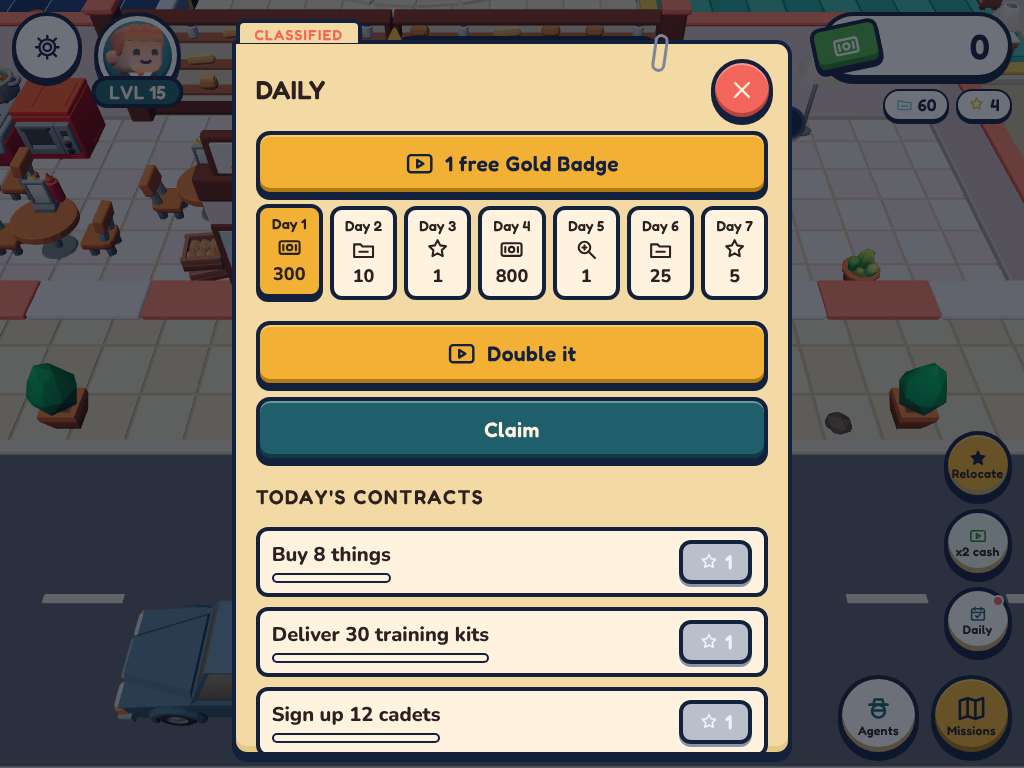 CLASSIFIED
LVL 15
0
60
4
DAILY
1 free Gold Badge
Day 1
300
Day 2
10
Day 3
1
Day 4
800
Day 5
1
Day 6
25
Day 7
5
Double it
Claim
TODAY'S CONTRACTS
Buy 8 things
1
Deliver 30 training kits
1
Sign up 12 cadets
1
Relocate
x2 cash
Daily
Agents
Missions